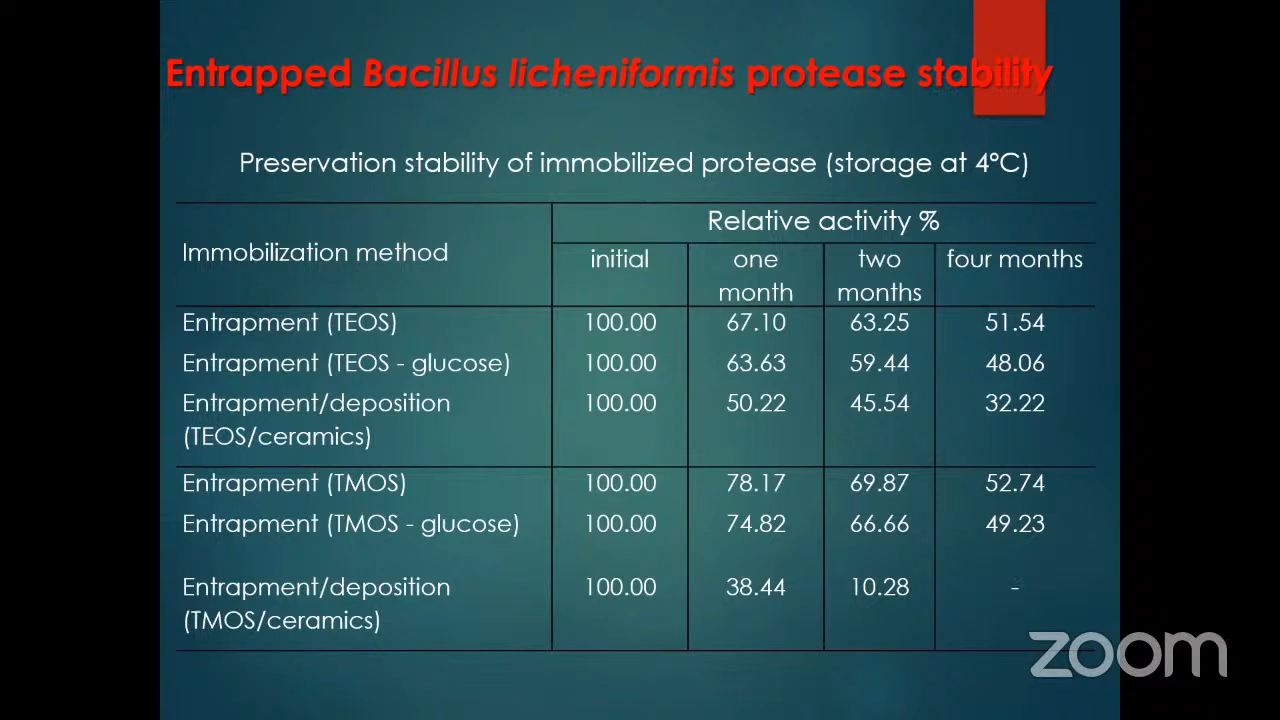 Entrapped Bacillus licheniformis protease stability
Preservation stability of immobilized protease (storage at 4°C)
Immobilization method
Relative activity %
initial one month two months four months
Entrapment (TEOS) 100.00 67.10 63.25 51.54
Entrapment (TEOS - glucose) 100.00 63.63 59.44 48.06
Entrapment/deposition 100.00 50.22 45.54 32.22
(TEOS/ceramics)
Entrapment (TMOS) 100.00 78.17 69.87 52.74
Entrapment (TMOS - glucose) 100.00 74.82 66.66 49.23
Entrapment/deposition 100.00 38.44 10.28 -
(TMOS/ceramics)
zoom